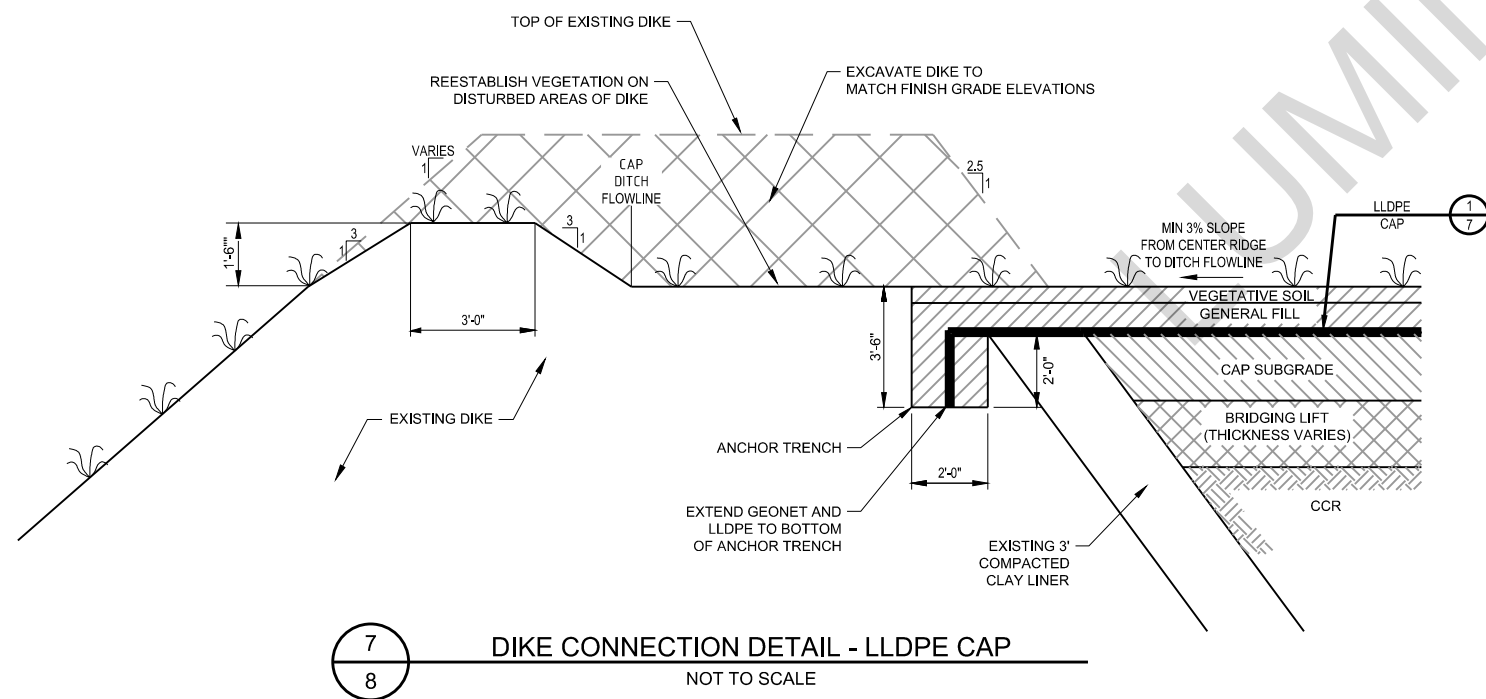 TOP OF EXISTING DIKE
REESTABLISH VEGETATION ON
DISTURBED AREAS OF DIKE
EXCAVATE DIKE TO
MATCH FINISH GRADE ELEVATIONS
VARIES
1
CAP
DITCH
FLOWLINE
2.5
1
LLDPE
CAP
1
7
MIN 3% SLOPE
FROM CENTER RIDGE
TO DITCH FLOWLINE
1'-6""
3
1
3
1
3'-0"
VEGETATIVE SOIL
GENERAL FILL
3'-6"
2'-0"
CAP SUBGRADE
BRIDGING LIFT
(THICKNESS VARIES)
EXISTING DIKE
ANCHOR TRENCH
2'-0"
CCR
EXTEND GEONET AND
LLDPE TO BOTTOM
OF ANCHOR TRENCH
EXISTING 3'
COMPACTED
CLAY LINER
7
8
DIKE CONNECTION DETAIL - LLDPE CAP
NOT TO SCALE